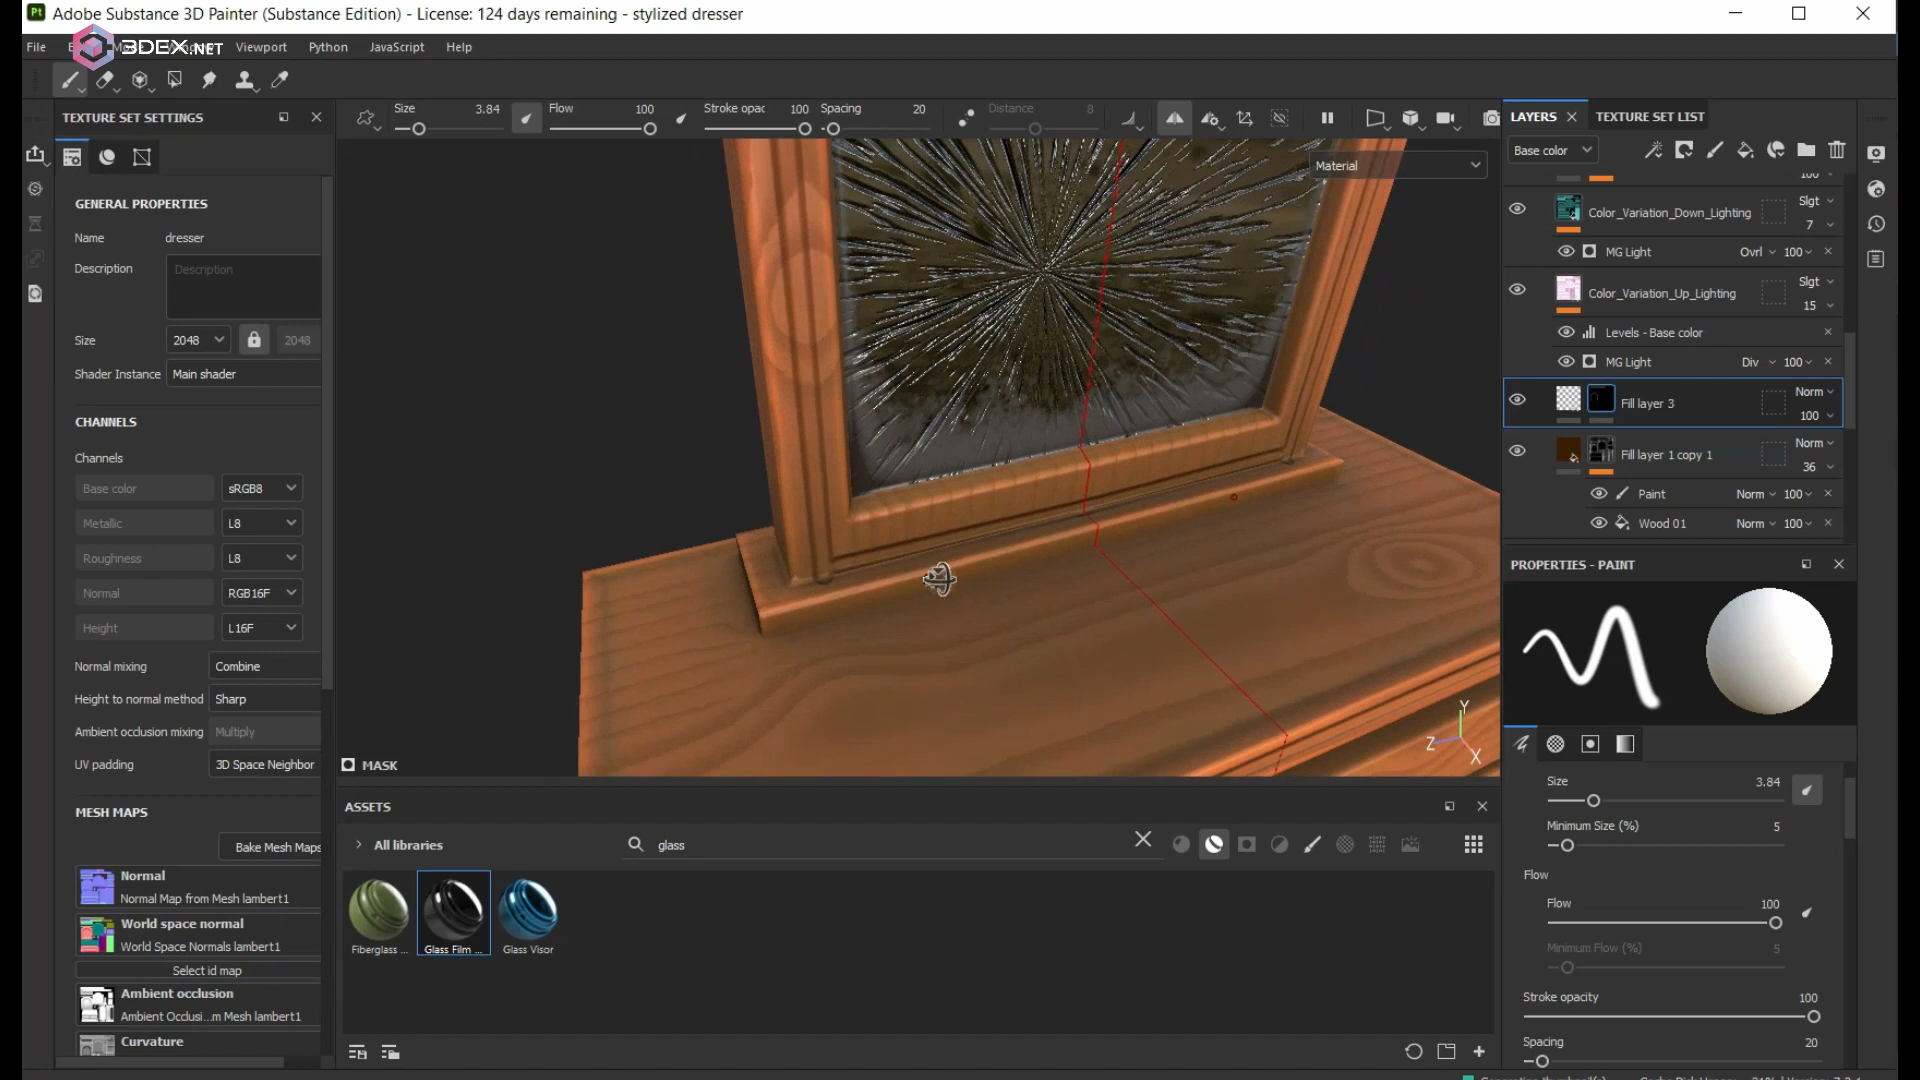 Adobe Substance 3D Painter (Substance Edition) - License: 124 days remaining - stylized dresser
3DEX.NET
File
Viewport
Python
JavaScript
Help
Size 3.84
Flow 100
Stroke opac 100
Spacing 20
Distance 8
TEXTURE SET SETTINGS
GENERAL PROPERTIES
Name dresser
Description Description
Size 2048 2048
Shader Instance Main shader
CHANNELS
Channels
Base color sRGB8
Metallic L8
Roughness L8
Normal RGB16F
Height L16F
Normal mixing Combine
Height to normal method Sharp
Ambient occlusion mixing Multiply
UV padding 3D Space Neighbor
MESH MAPS
Bake Mesh Maps
Normal
Normal Map from Mesh lambert1
World space normal
World Space Normals lambert1
Select id map
Ambient occlusion
Ambient Occlusi...m Mesh lambert1
Curvature
Material
Y
Z
X
MASK
ASSETS
All libraries
glass
Fiberglass ...
Glass Film ...
Glass Visor
LAYERS
TEXTURE SET LIST
Base color
100
Color_Variation_Down_Lighting Slgt
7
MG Light Ovrl 100
Color_Variation_Up_Lighting Slgt
15
Levels - Base color
MG Light Div 100
Fill layer 3 Norm
100
Fill layer 1 copy 1 Norm
36
Paint Norm 100
Wood 01 Norm 100
PROPERTIES - PAINT
Size 3.84
Minimum Size (%) 5
Flow
Flow 100
Minimum Flow (%) 5
Stroke opacity 100
Spacing 20